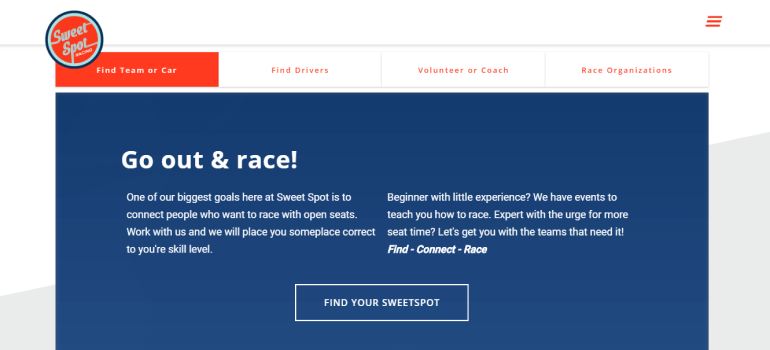 Sweet
Spot
RACING
Find Team or Car
Find Drivers
Volunteer or Coach
Race Organizations
Go out & race!
One of our biggest goals here at Sweet Spot is to
connect people who want to race with open seats.
Work with us and we will place you someplace correct
to you're skill level.
Beginner with little experience? We have events to
teach you how to race. Expert with the urge for more
seat time? Let's get you with the teams that need it!
Find - Connect - Race
FIND YOUR SWEETSPOT